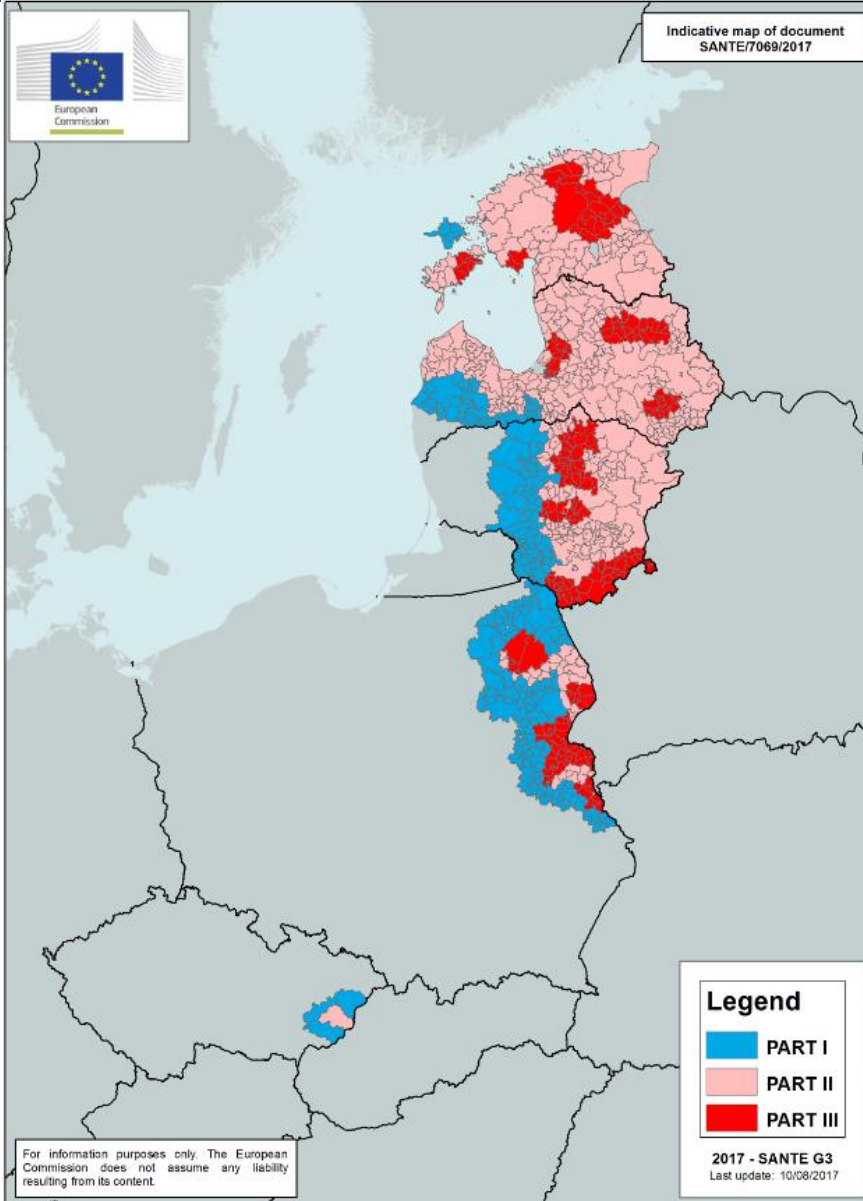 Indicative map of document
SANTE/7069/2017
European
Commission
Legend
PART I
PART II
PART III
2017 - SANTE G3
Last update: 10/08/2017
For information purposes only. The European
Commission does not assume any liability
resulting from its content.